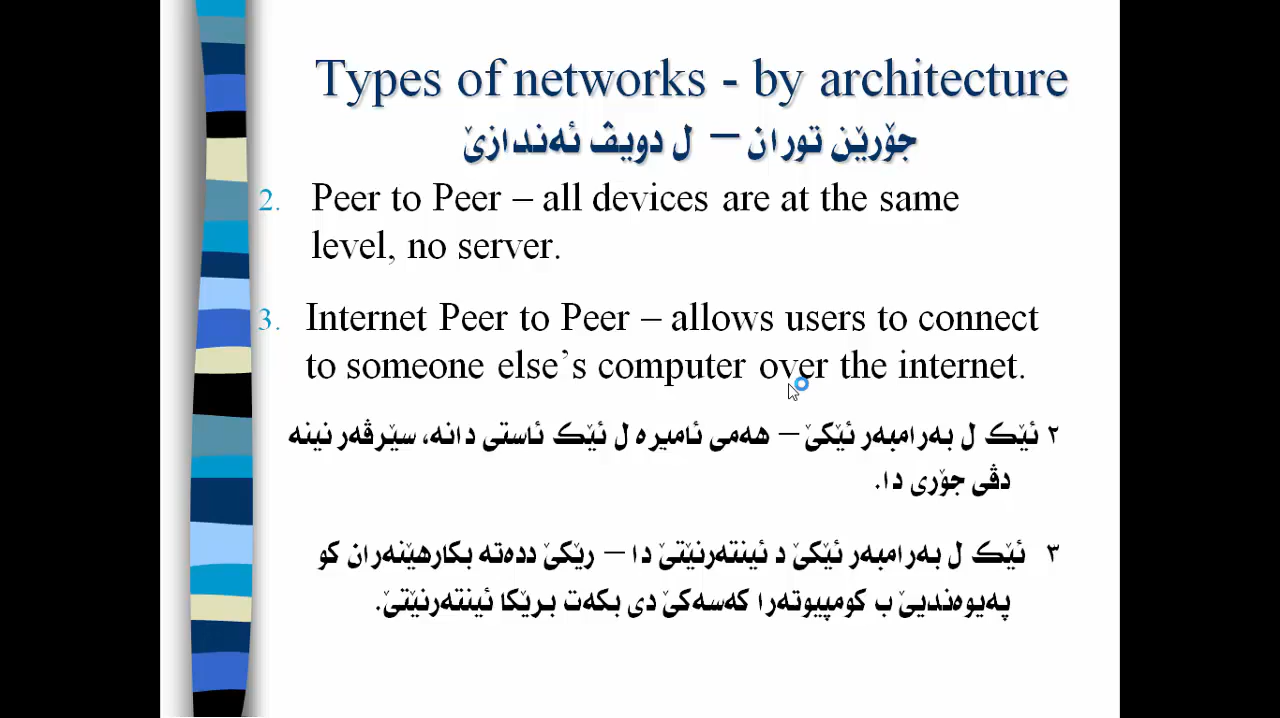 Types of networks - by architecture
جۆرێن توران – ل دویڤ ئەندازێ
2. Peer to Peer – all devices are at the same
level, no server.
3. Internet Peer to Peer – allows users to connect
to someone else’s computer over the internet.
٢ ئێک ل بەرامبەر ئێکێ – هەمی ئامیرە ل ئێک ئاستی دانە، سێرڤەر نینە
دڤی جۆری دا.
٣ ئێک ل بەرامبەر ئێکێ د ئینتەرنێتێ دا – رێکێ ددەتە بکارهێنەران کو
پەیوەندیێ ب کومپیوتەرا کەسەکێ دی بکەت برێکا ئینتەرنێتێ.